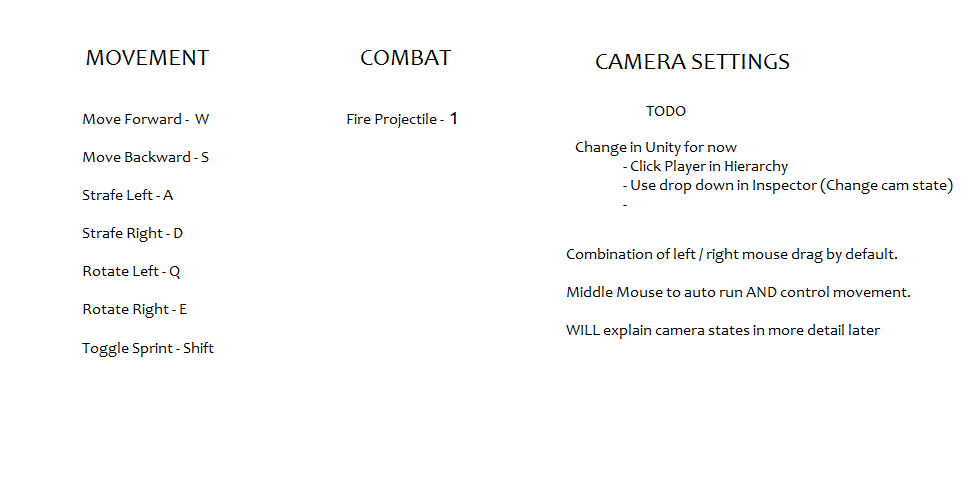 MOVEMENT
Move Forward - W
Move Backward - S
Strafe Left - A
Strafe Right - D
Rotate Left - Q
Rotate Right - E
Toggle Sprint - Shift
COMBAT
Fire Projectile - 1
CAMERA SETTINGS
TODO
Change in Unity for now
- Click Player in Hierarchy
- Use drop down in Inspector (Change cam state)
-
Combination of left / right mouse drag by default.
Middle Mouse to auto run AND control movement.
WILL explain camera states in more detail later